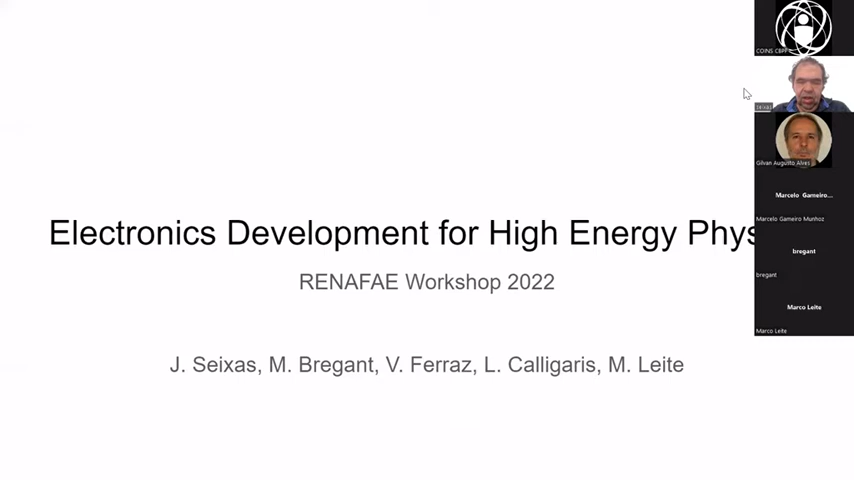 Electronics Development for High Energy Phys
RENAFAE Workshop 2022
J. Seixas, M. Bregant, V. Ferraz, L. Calligaris, M. Leite
COINS CBPF
Gilvan Augusto Alves
Marcelo Gameiro...
Marcelo Gameiro Munhoz
bregant
bregant
Marco Leite
Marco Leite